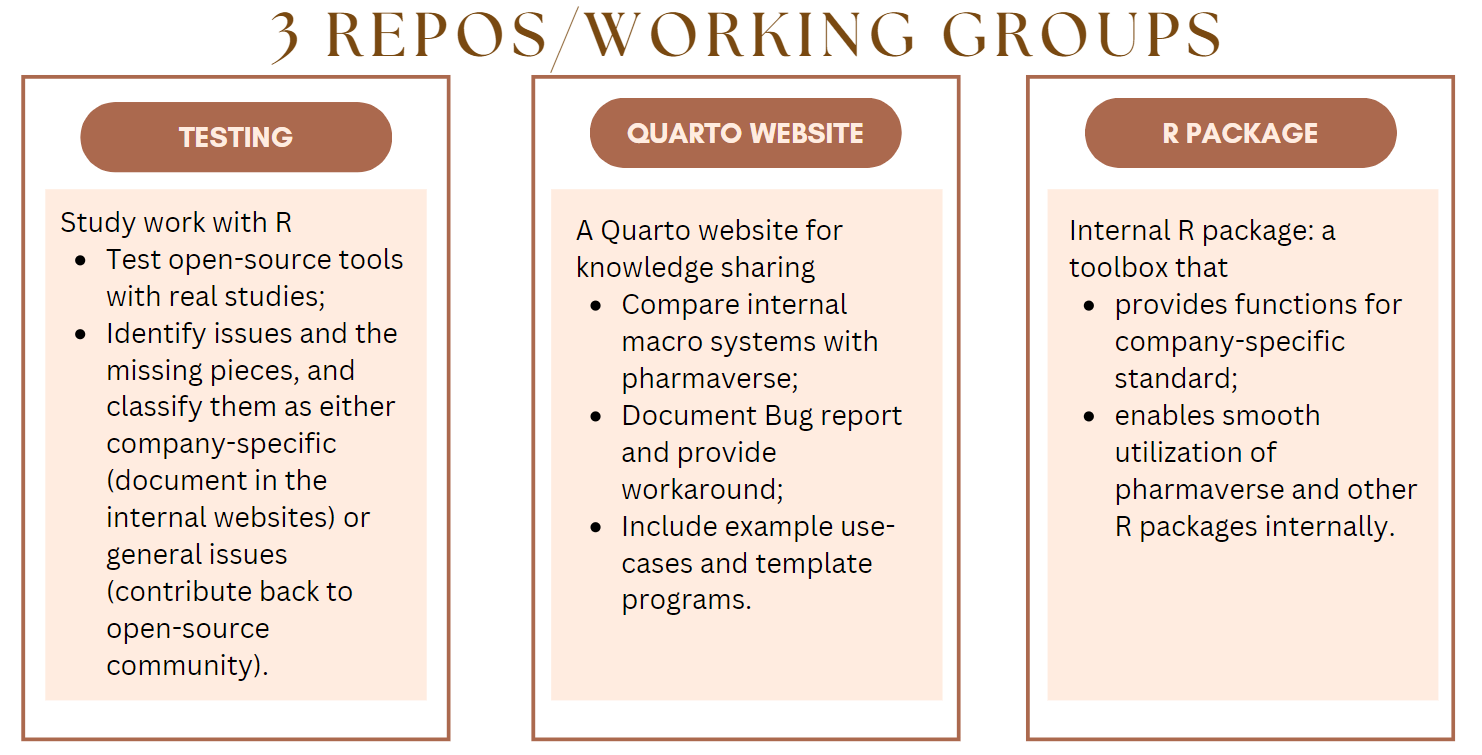 3 REPOS/WORKING GROUPS
TESTING
Study work with R
• Test open-source tools
with real studies;
• Identify issues and the
missing pieces, and
classify them as either
company-specific
(document in the
internal websites) or
general issues
(contribute back to
open-source
community).
QUARTO WEBSITE
A Quarto website for
knowledge sharing
• Compare internal
macro systems with
pharmaverse;
• Document Bug report
and provide
workaround;
• Include example use-
cases and template
programs.
R PACKAGE
Internal R package: a
toolbox that
• provides functions for
company-specific
standard;
• enables smooth
utilization of
pharmaverse and other
R packages internally.